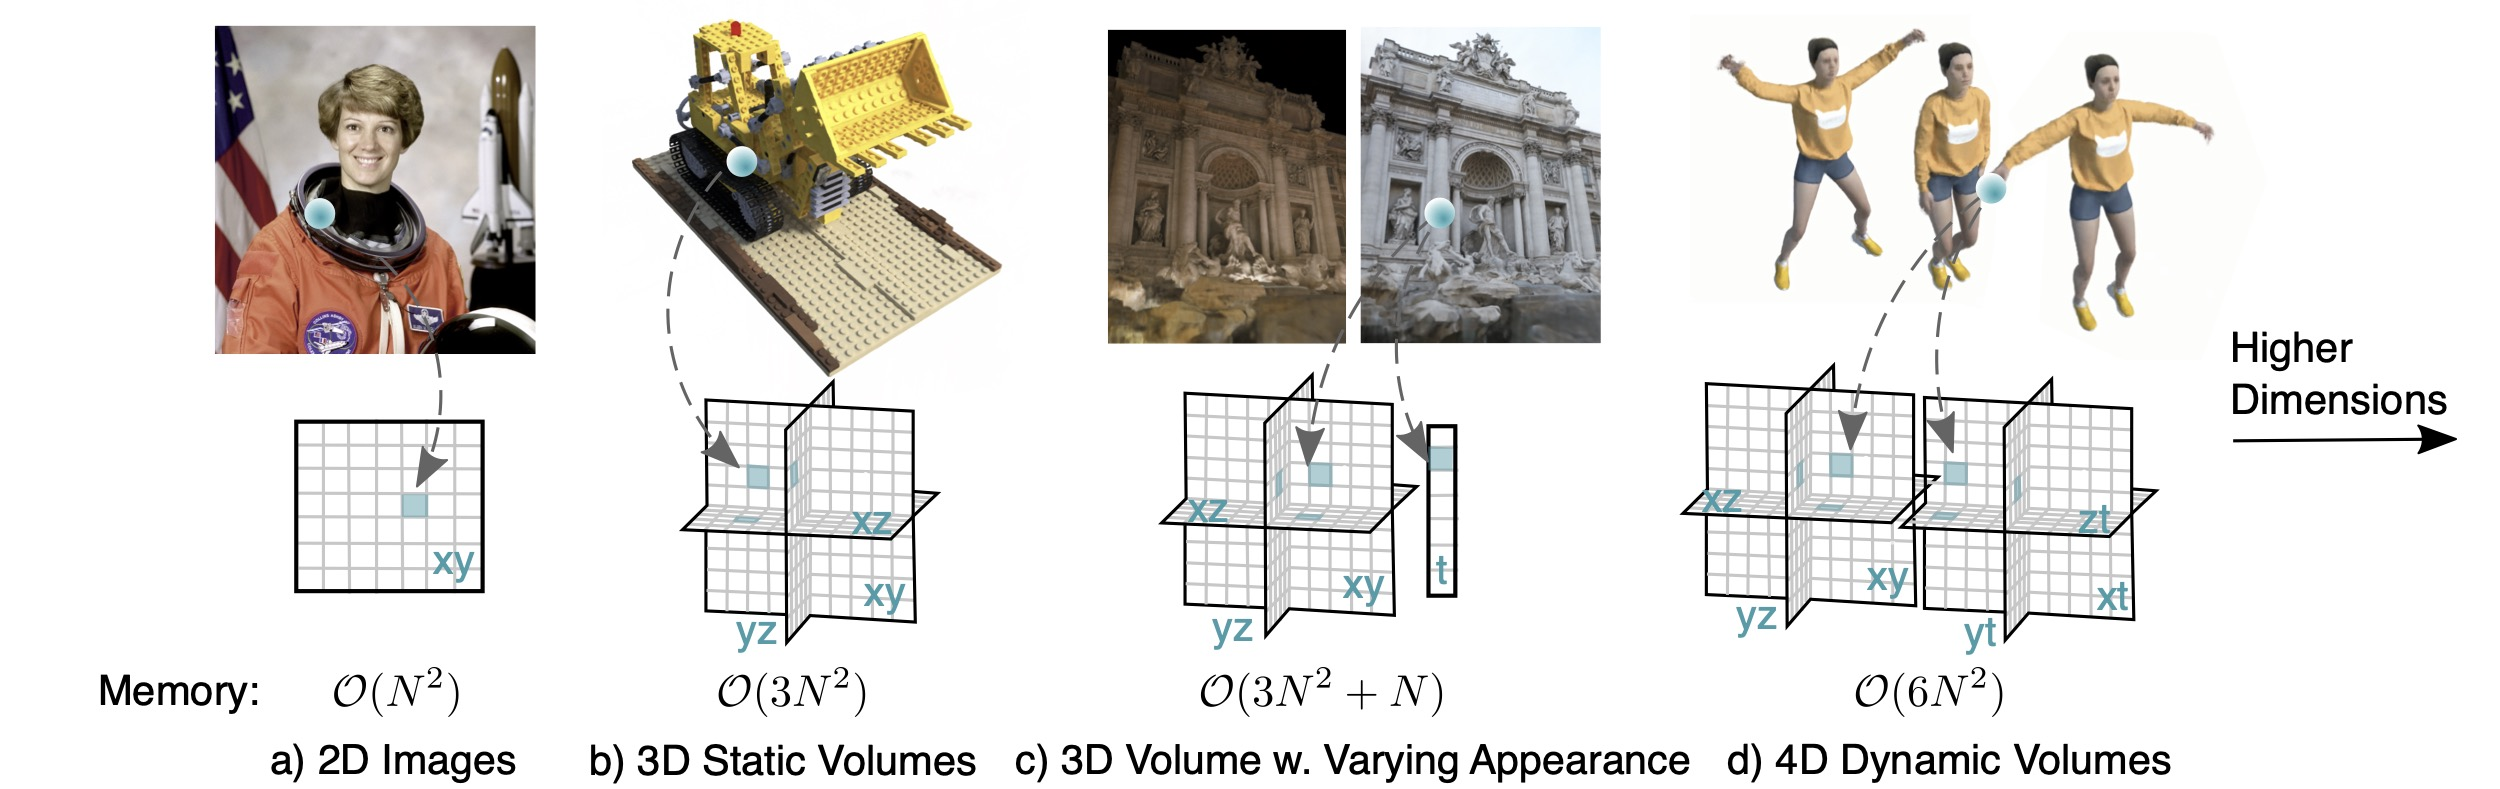 Higher
Dimensions
xy
xz
xy
yz
xz
xy
yz
t
xz
xy
yz
zt
xt
yt
Memory: O(N²) O(3N²) O(3N² + N) O(6N²)
a) 2D Images b) 3D Static Volumes c) 3D Volume w. Varying Appearance d) 4D Dynamic Volumes